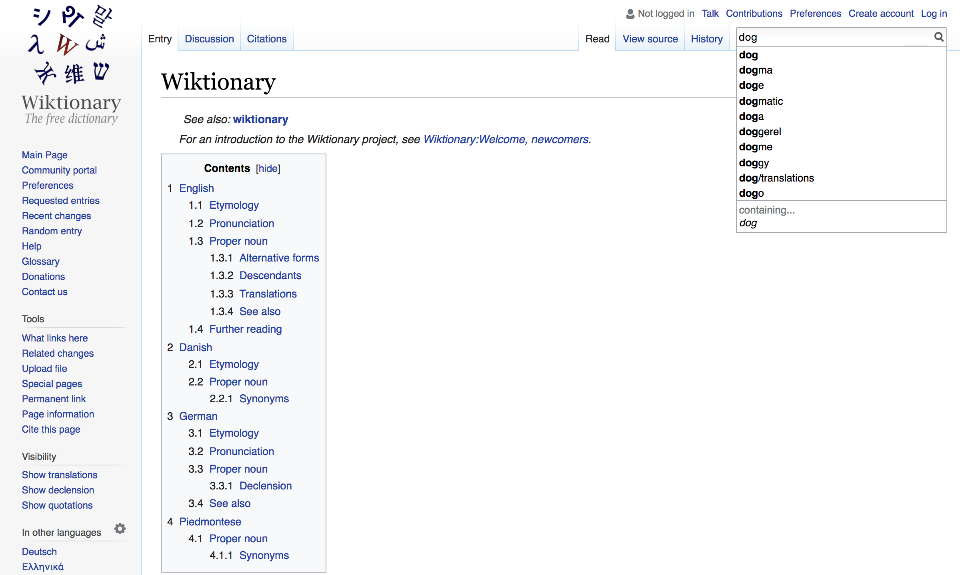 Not logged in Talk Contributions Preferences Create account Log in
Entry Discussion Citations Read View source History dog
dog
dogma
doge
dogmatic
doga
doggerel
dogme
doggy
dog/translations
dogo
containing...
dog
Wiktionary
The free dictionary
Main Page
Community portal
Preferences
Requested entries
Recent changes
Random entry
Help
Glossary
Donations
Contact us
Tools
What links here
Related changes
Upload file
Special pages
Permanent link
Page information
Cite this page
Visibility
Show translations
Show declension
Show quotations
In other languages
Deutsch
Ελληνικά
Wiktionary
See also: wiktionary
For an introduction to the Wiktionary project, see Wiktionary:Welcome, newcomers.
Contents [hide]
1 English
1.1 Etymology
1.2 Pronunciation
1.3 Proper noun
1.3.1 Alternative forms
1.3.2 Descendants
1.3.3 Translations
1.3.4 See also
1.4 Further reading
2 Danish
2.1 Etymology
2.2 Proper noun
2.2.1 Synonyms
3 German
3.1 Etymology
3.2 Pronunciation
3.3 Proper noun
3.3.1 Declension
3.4 See also
4 Piedmontese
4.1 Proper noun
4.1.1 Synonyms